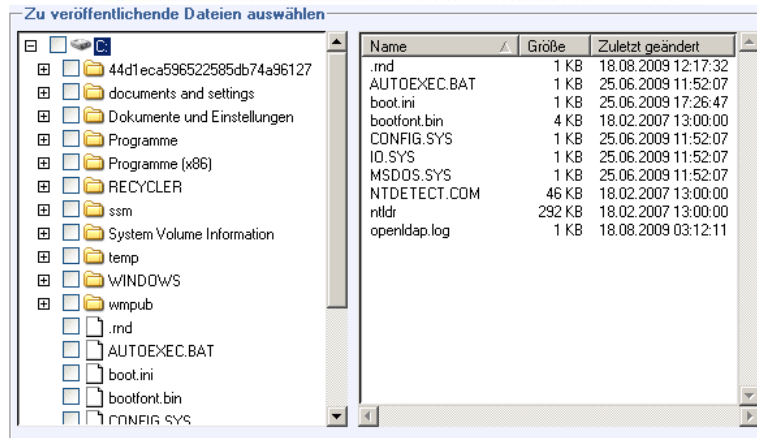 Zu veröffentlichende Dateien auswählen
C:
44d1eca596522585db74a96127
documents and settings
Dokumente und Einstellungen
Programme
Programme (x86)
RECYCLER
ssm
System Volume Information
temp
WINDOWS
wmpub
.rnd
AUTOEXEC.BAT
boot.ini
bootfont.bin
CONFIG.SYS
Name Größe Zuletzt geändert
.rnd 1 KB 18.08.2009 12:17:32
AUTOEXEC.BAT 1 KB 25.06.2009 11:52:07
boot.ini 1 KB 25.06.2009 17:26:47
bootfont.bin 4 KB 18.02.2007 13:00:00
CONFIG.SYS 1 KB 25.06.2009 11:52:07
IO.SYS 1 KB 25.06.2009 11:52:07
MSDOS.SYS 1 KB 25.06.2009 11:52:07
NTDETECT.COM 46 KB 18.02.2007 13:00:00
ntldr 292 KB 18.02.2007 13:00:00
openldap.log 1 KB 18.08.2009 03:12:11